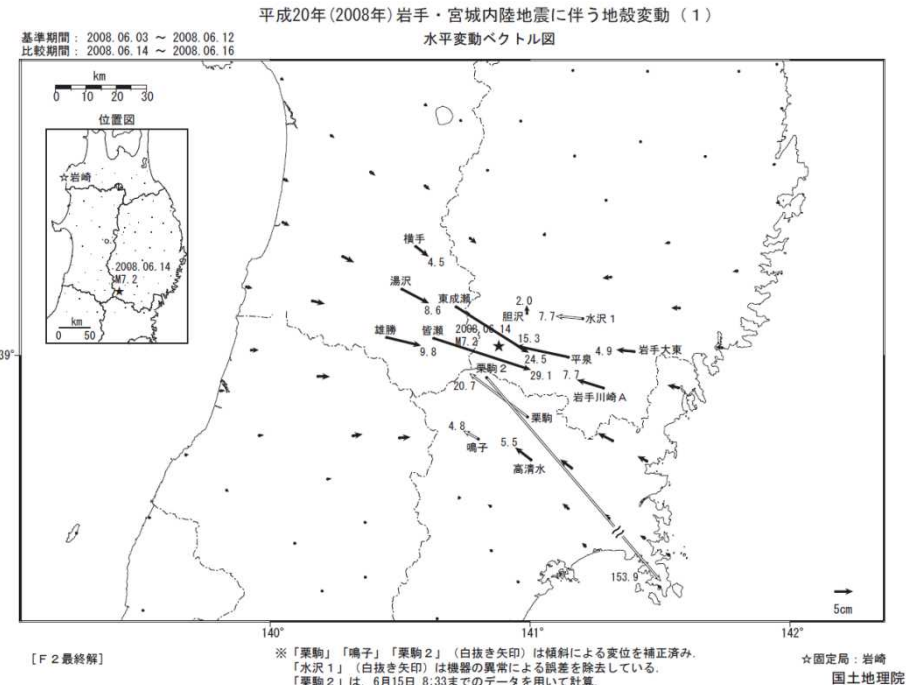 平成20年(2008年)岩手・宮城内陸地震に伴う地殻変動（１）
基準期間：2008.06.03 ～ 2008.06.12
比較期間：2008.06.14 ～ 2008.06.16
水平変動ベクトル図
km
0 10 20 30
位置図
☆岩崎
2008.06.14
M7.2
km
0 50
横手
4.5
湯沢
8.6
東成瀬
2.0
胆沢
7.7
水沢１
雄勝
9.8
皆瀬
2008.06.14
M7.2
15.3
24.5
平泉
4.9
岩手大東
39°
29.1
7.7
岩手川崎Ａ
栗駒２
20.7
栗駒
4.8
鳴子
5.5
高清水
153.9
5cm
140°
141°
142°
［Ｆ２最終解］
※「栗駒」「鳴子」「栗駒２」（白抜き矢印）は傾斜による変位を補正済み.
「水沢１」（白抜き矢印）は機器の異常による誤差を除去している.
「栗駒２」は, 6月15日 8:33までのデータを用いて計算.
☆固定局：岩崎
国土地理院